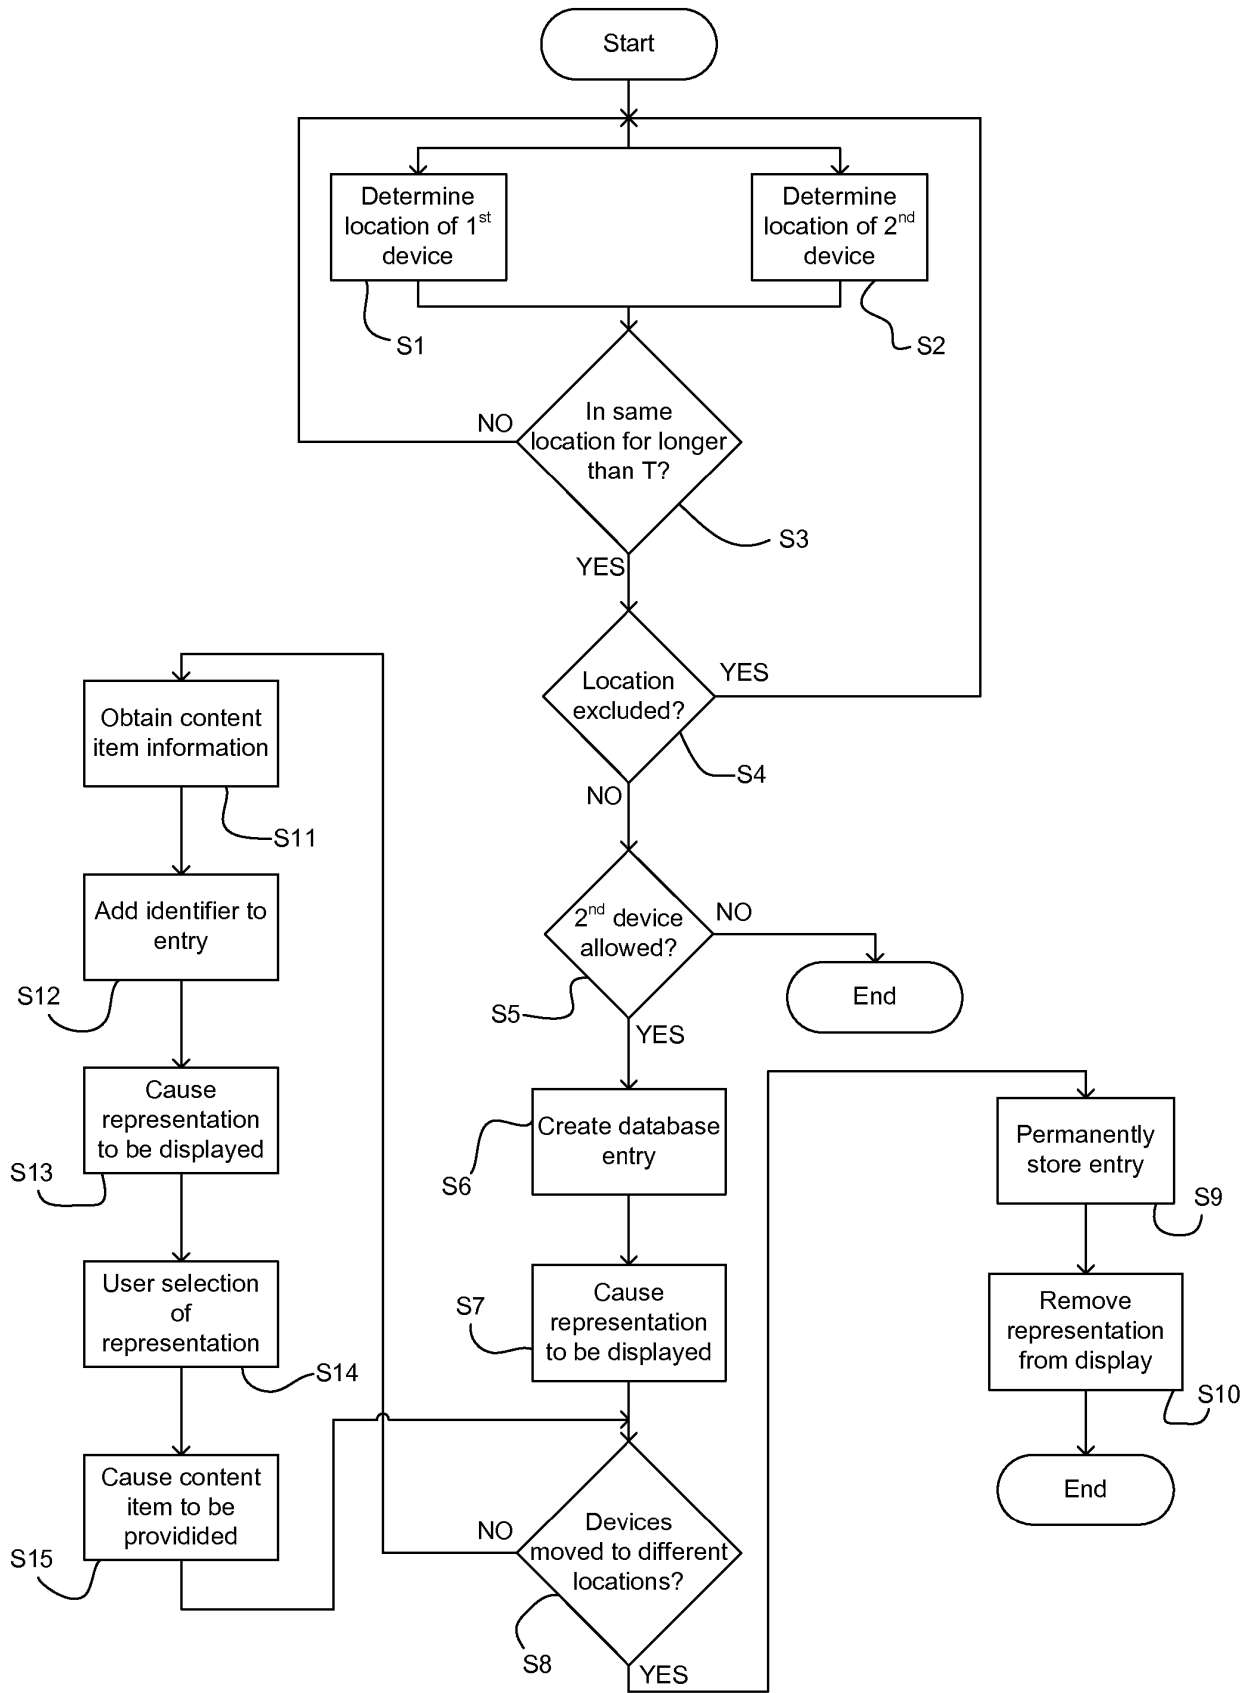 Start
Determine
location of 1st
device
S1
Determine
location of 2nd
device
S2
In same
location for longer
than T?
NO
S3
YES
Location
excluded?
YES
S4
NO
2nd device
allowed?
NO
End
S5
YES
Create database
entry
S6
Cause
representation
to be displayed
S7
Devices
moved to different
locations?
NO
S8
YES
Permanently
store entry
S9
Remove
representation
from display
S10
End
Obtain content
item information
S11
Add identifier to
entry
S12
Cause
representation
to be displayed
S13
User selection
of
representation
S14
Cause content
item to be
providided
S15